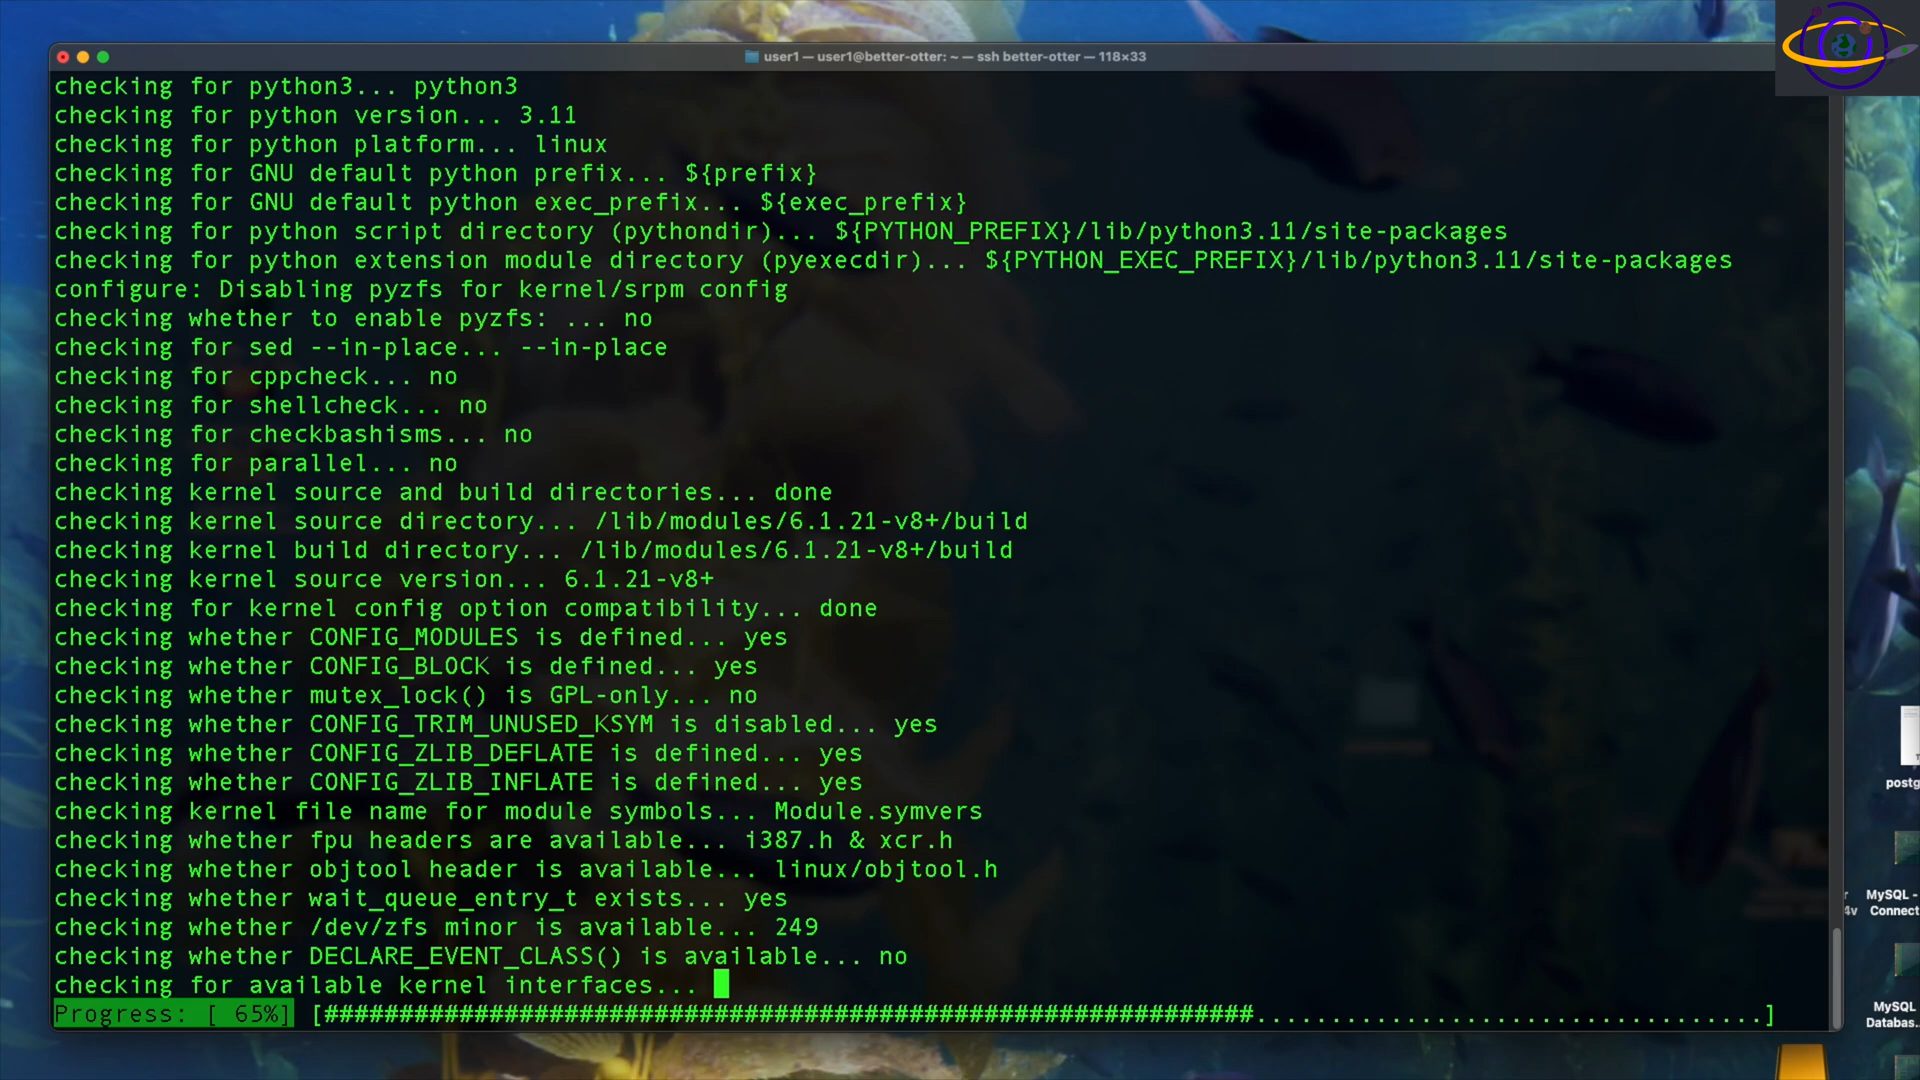 user1 — user1@better-otter: ~ — ssh better-otter — 118×33
checking for python3... python3
checking for python version... 3.11
checking for python platform... linux
checking for GNU default python prefix... ${prefix}
checking for GNU default python exec_prefix... ${exec_prefix}
checking for python script directory (pythondir)... ${PYTHON_PREFIX}/lib/python3.11/site-packages
checking for python extension module directory (pyexecdir)... ${PYTHON_EXEC_PREFIX}/lib/python3.11/site-packages
configure: Disabling pyzfs for kernel/srpm config
checking whether to enable pyzfs: ... no
checking for sed --in-place... --in-place
checking for cppcheck... no
checking for shellcheck... no
checking for checkbashisms... no
checking for parallel... no
checking kernel source and build directories... done
checking kernel source directory... /lib/modules/6.1.21-v8+/build
checking kernel build directory... /lib/modules/6.1.21-v8+/build
checking kernel source version... 6.1.21-v8+
checking for kernel config option compatibility... done
checking whether CONFIG_MODULES is defined... yes
checking whether CONFIG_BLOCK is defined... yes
checking whether mutex_lock() is GPL-only... no
checking whether CONFIG_TRIM_UNUSED_KSYM is disabled... yes
checking whether CONFIG_ZLIB_DEFLATE is defined... yes
checking whether CONFIG_ZLIB_INFLATE is defined... yes
checking kernel file name for module symbols... Module.symvers
checking whether fpu headers are available... i387.h & xcr.h
checking whether objtool header is available... linux/objtool.h
checking whether wait_queue_entry_t exists... yes
checking whether /dev/zfs minor is available... 249
checking whether DECLARE_EVENT_CLASS() is available... no
checking for available kernel interfaces...
Progress: [ 65%] [##############################################################..................................]
postg
MySQL -
4v Connect
MySQL
Databas...